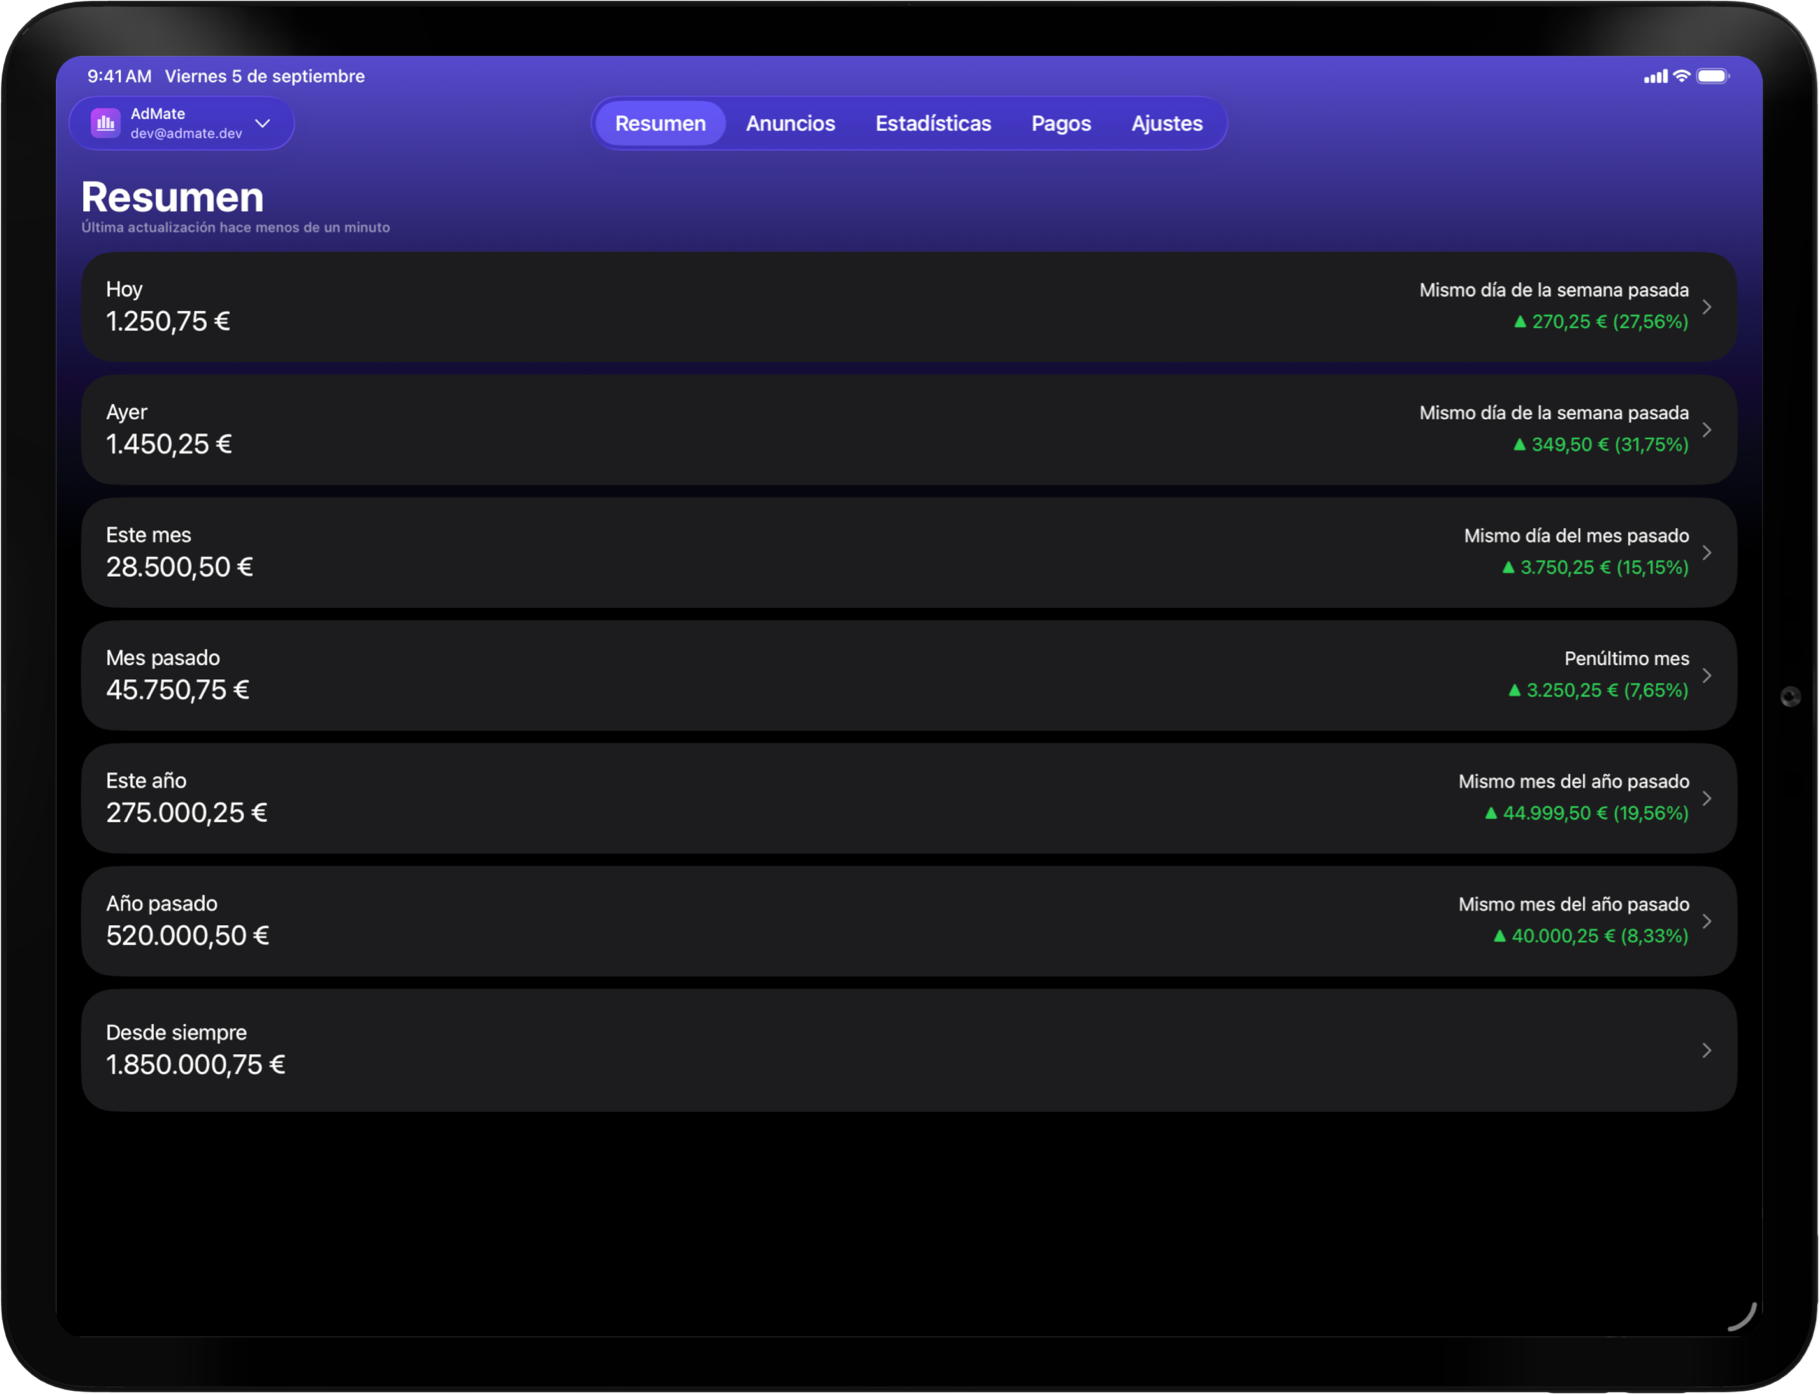 9:41 AM Viernes 5 de septiembre
AdMate
dev@admate.dev
Resumen Anuncios Estadísticas Pagos Ajustes
Resumen
Última actualización hace menos de un minuto
Hoy
1.250,75 €
Mismo día de la semana pasada
▲ 270,25 € (27,56%)
Ayer
1.450,25 €
Mismo día de la semana pasada
▲ 349,50 € (31,75%)
Este mes
28.500,50 €
Mismo día del mes pasado
▲ 3.750,25 € (15,15%)
Mes pasado
45.750,75 €
Penúltimo mes
▲ 3.250,25 € (7,65%)
Este año
275.000,25 €
Mismo mes del año pasado
▲ 44.999,50 € (19,56%)
Año pasado
520.000,50 €
Mismo mes del año pasado
▲ 40.000,25 € (8,33%)
Desde siempre
1.850.000,75 €